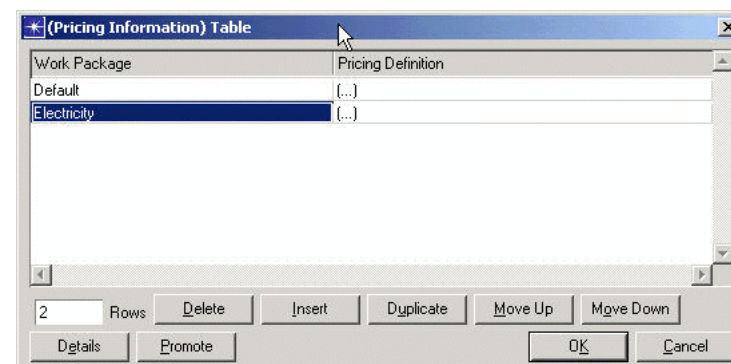 (Pricing Information) Table
Work Package Pricing Definition
Default (...)
Electricity (...)
2 Rows Delete Insert Duplicate Move Up Move Down
Details Promote OK Cancel